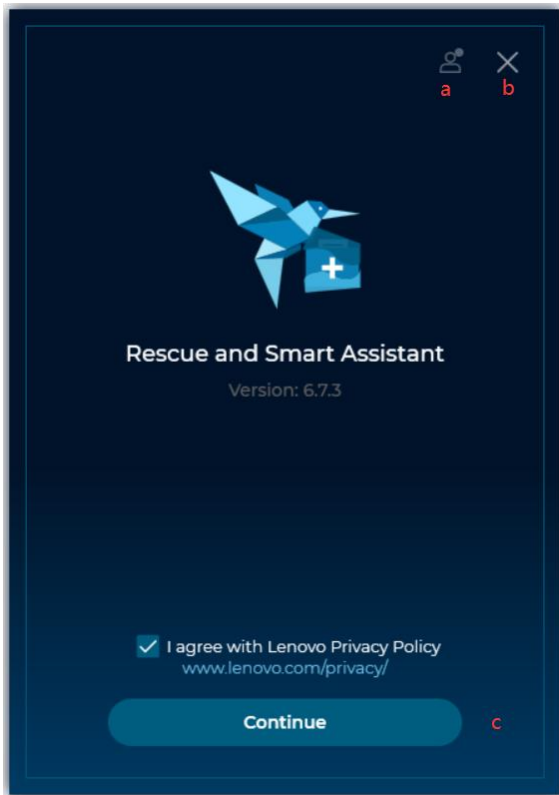 a b
Rescue and Smart Assistant
Version: 6.7.3
I agree with Lenovo Privacy Policy
www.lenovo.com/privacy/
Continue c